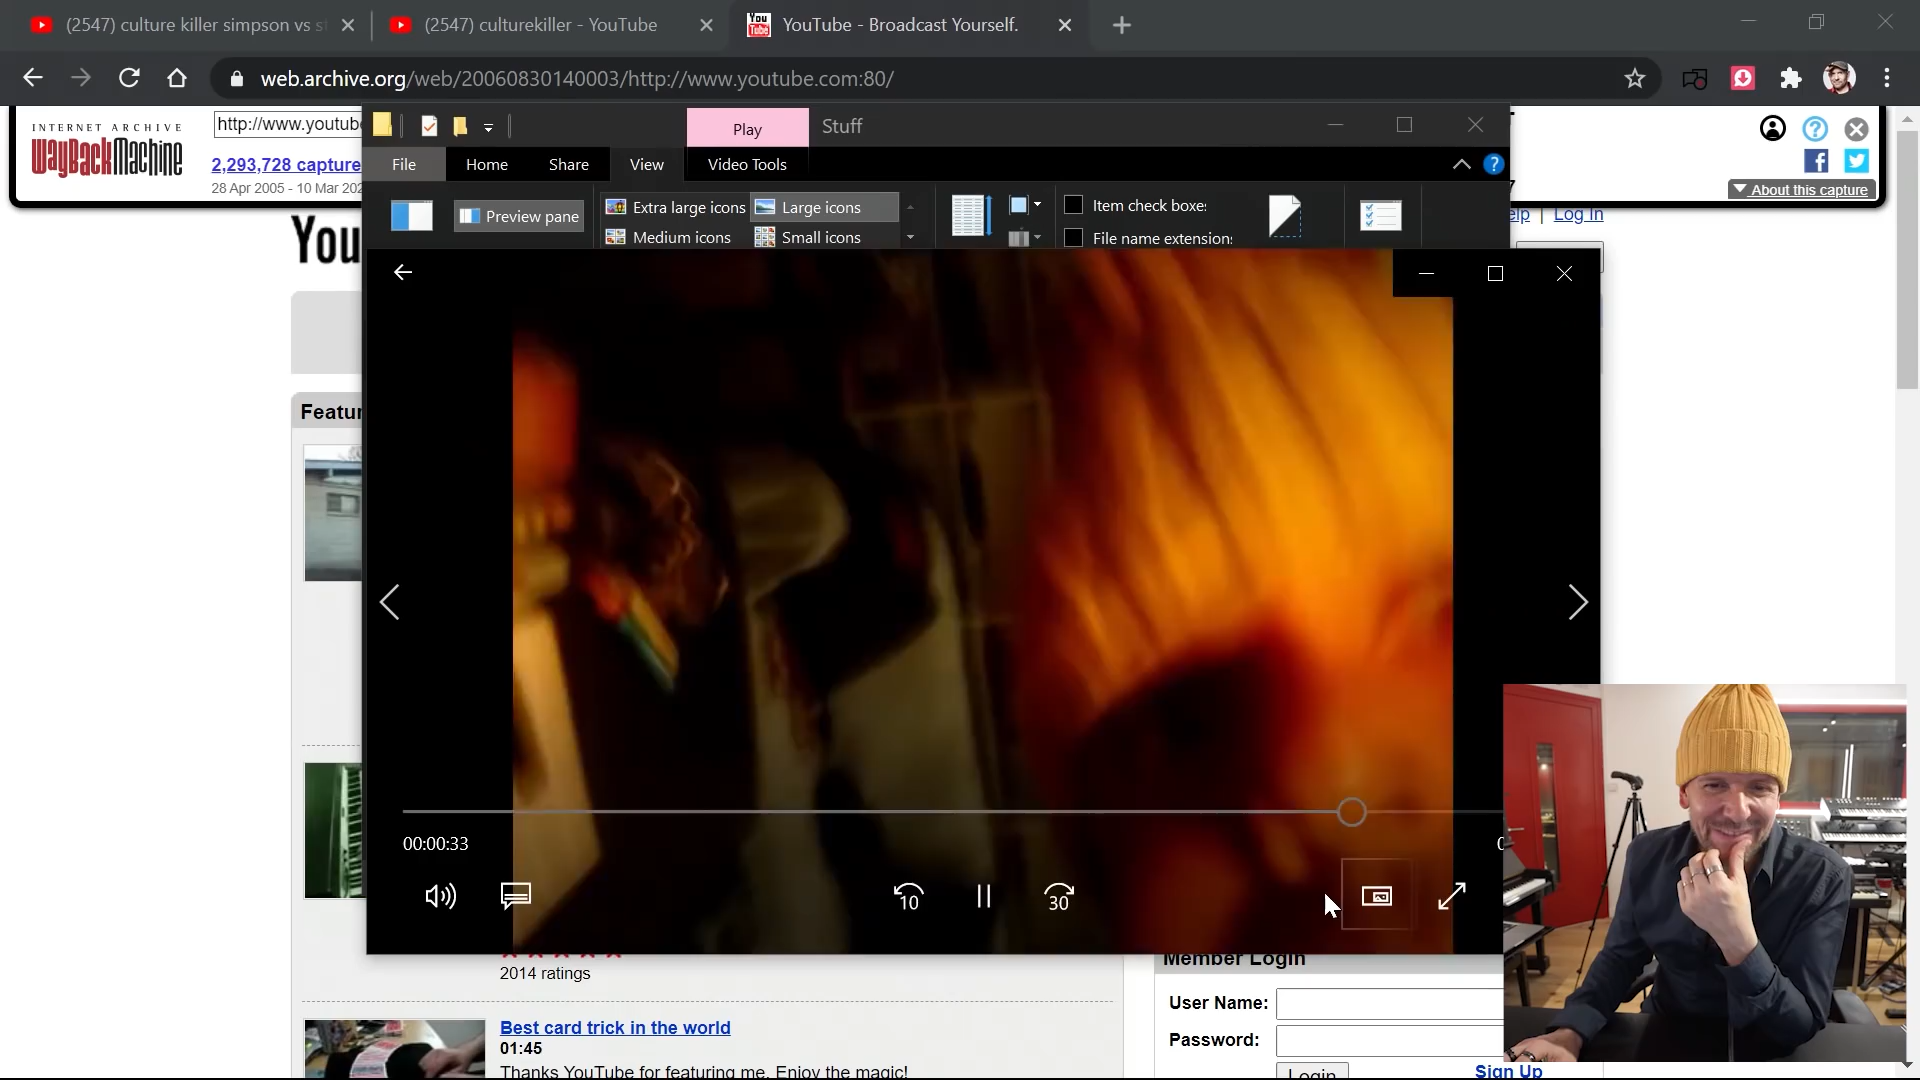 (2547) culture killer simpson vs s
(2547) culturekiller - YouTube
You
Tube
YouTube - Broadcast Yourself.
web.archive.org/web/20060830140003/http://www.youtube.com:80/
INTERNET ARCHIVE
WayBackMachine
http://www.youtube
2,293,728 capture
28 Apr 2005 - 10 Mar 202
Play
Stuff
File
Home
Share
View
Video Tools
About this capture
Preview pane
Extra large icons
Large icons
Medium icons
Small icons
Item check boxes
File name extension
elp | Log In
You
Featur
00:00:33
10
30
2014 ratings
Member Login
User Name:
Password:
Login
Sign Up
Best card trick in the world
01:45
Thanks YouTube for featuring me. Enjoy the magic!